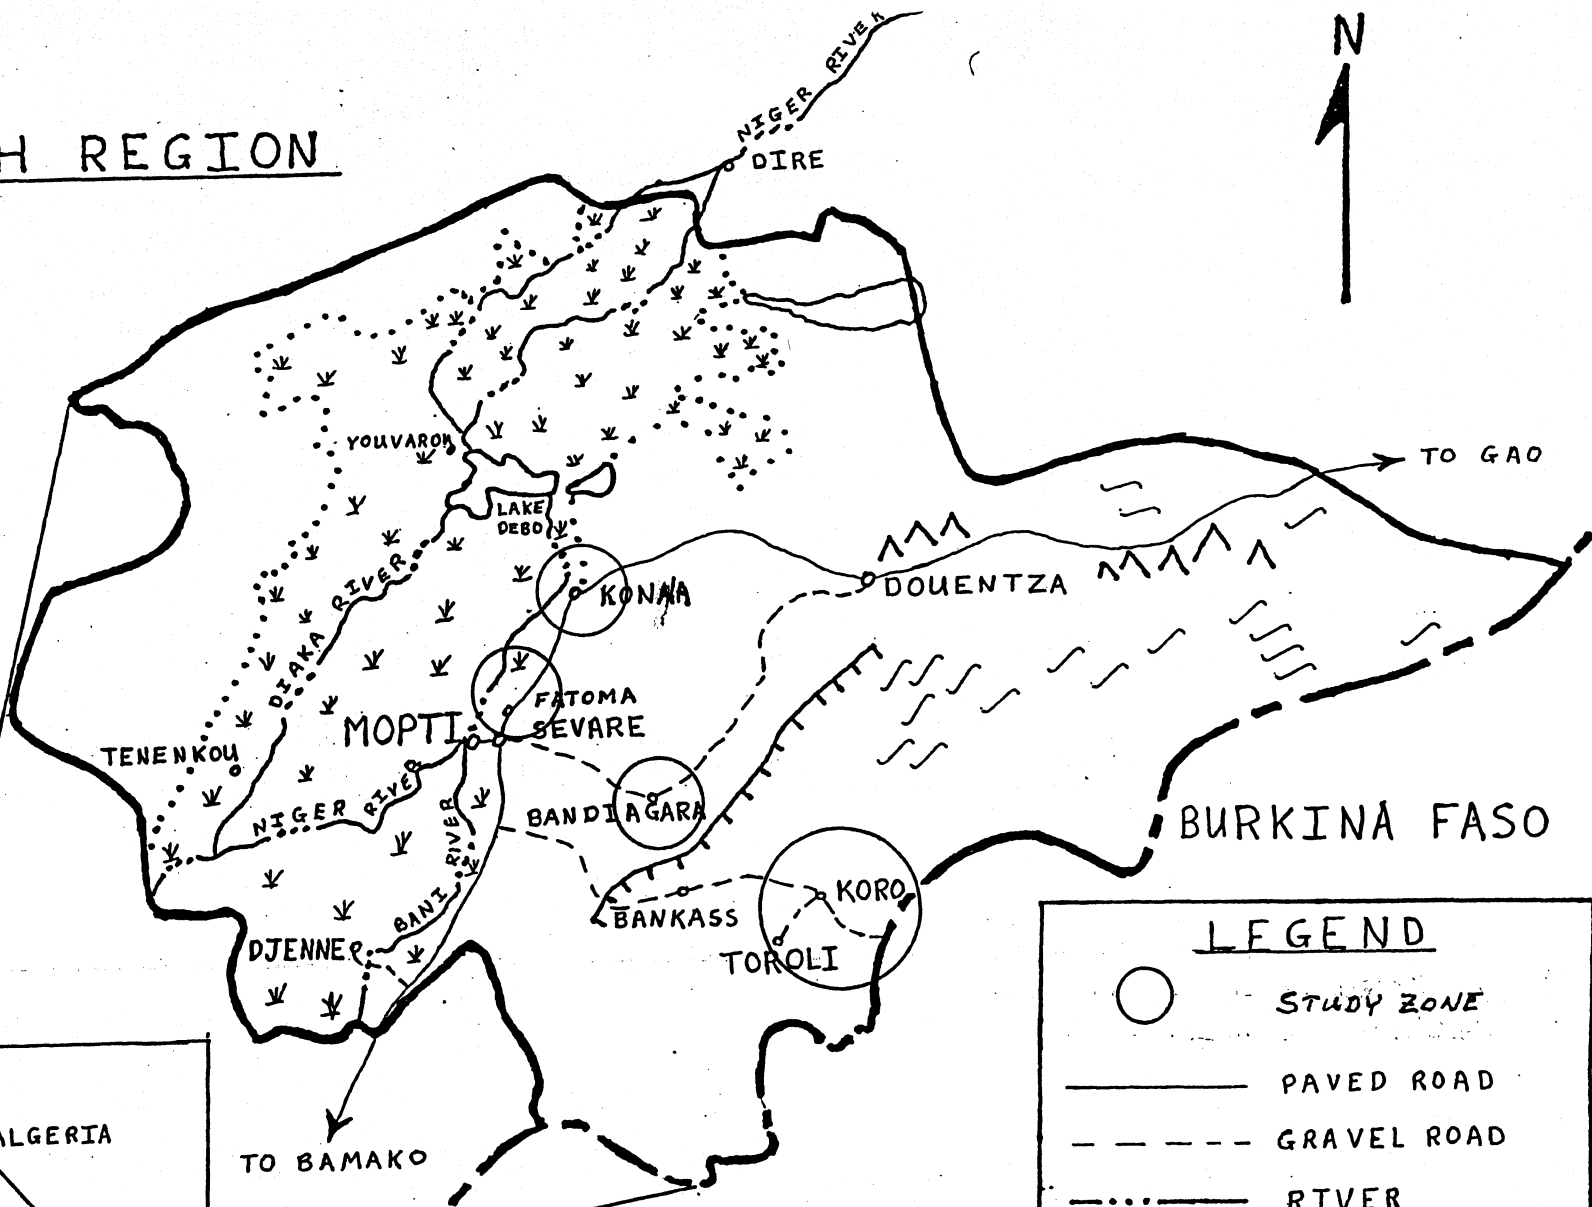 N
NIGER RIVER
H REGION
DIRE
YOUVAROU
TO GAO
LAKE
DEBO
DIAKA RIVER
KONNA
DOUENTZA
FATOMA
MOPTI
SEVARE
TENENKOU
NIGER RIVER
BANI RIVER
BANDIAGARA
BURKINA FASO
KORO
BANKASS
TOROLI
DJENNE
LEGEND
STUDY ZONE
PAVED ROAD
GRAVEL ROAD
RIVER
ALGERIA
TO BAMAKO